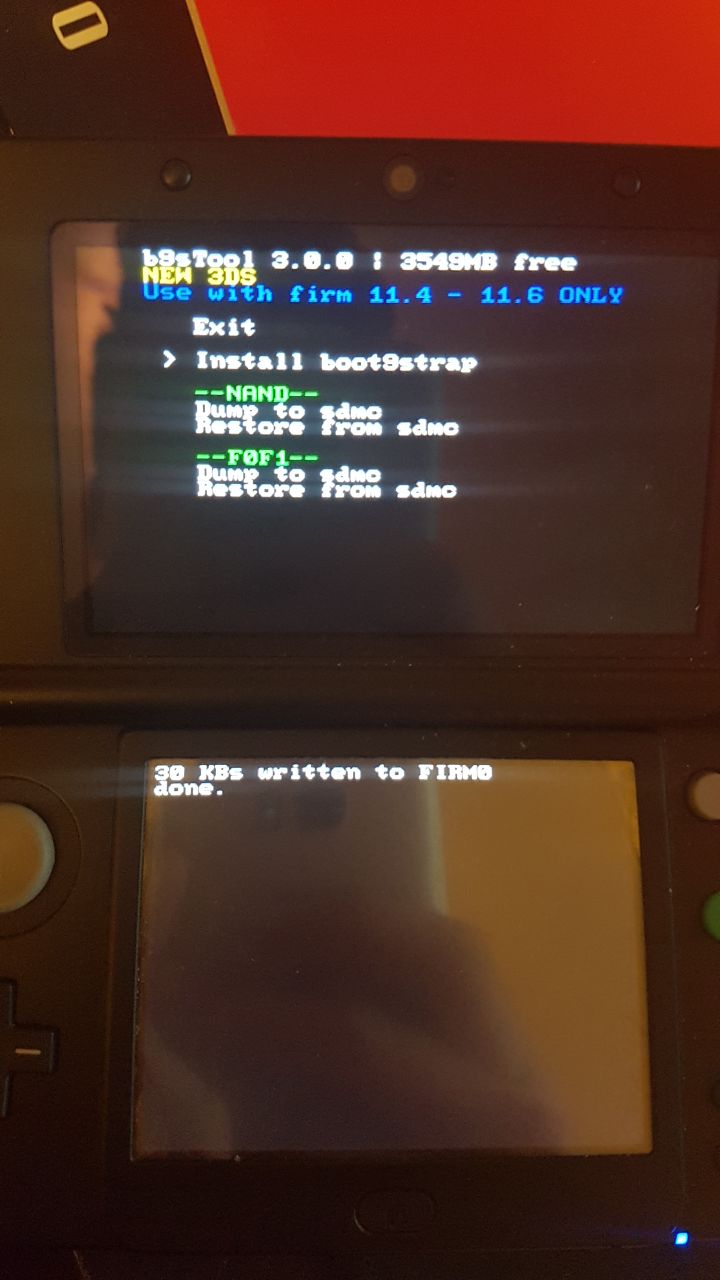 b9sTool 3.0.0 ¦ 3549MB free
NEW 3DS
Use with firm 11.4 - 11.6 ONLY
Exit
> Install boot9strap
--NAND--
Dump to sdmc
Restore from sdmc
--F0F1--
Dump to sdmc
Restore from sdmc
30 KBs written to FIRM0
done.